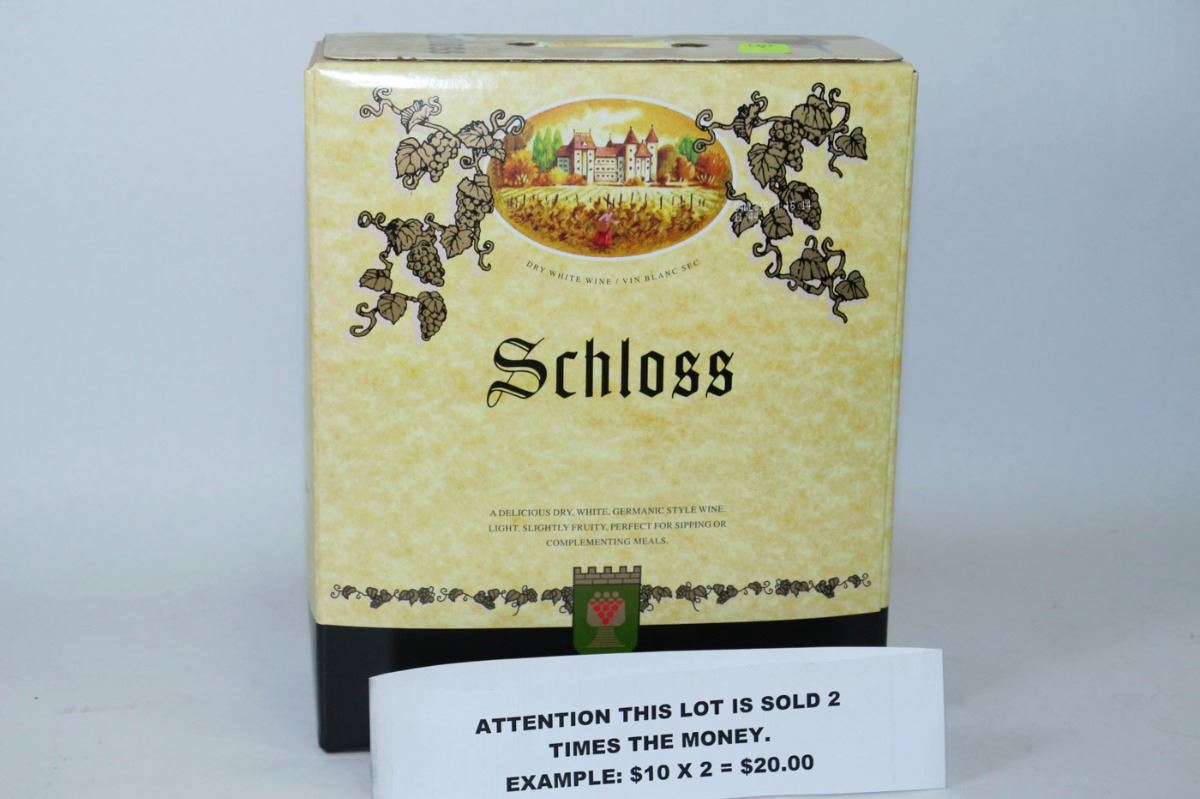 DRY WHITE WINE / VIN BLANC SEC
Schloss
A DELICIOUS DRY, WHITE, GERMANIC STYLE WINE.
LIGHT, SLIGHTLY FRUITY, PERFECT FOR SIPPING OR
COMPLEMENTING MEALS.
ATTENTION THIS LOT IS SOLD 2
TIMES THE MONEY.
EXAMPLE: $10 X 2 = $20.00